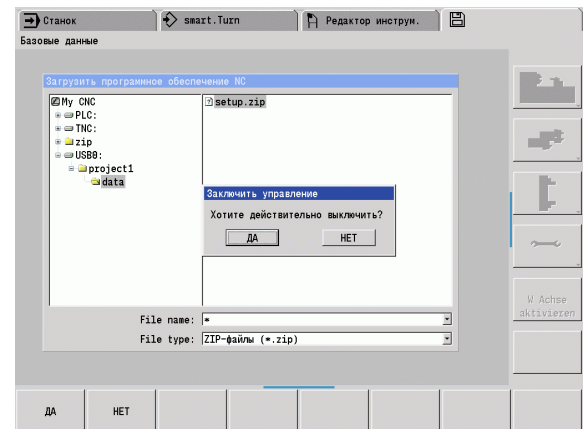 Станок
smart.Turn
Редактор инструм.
Базовые данные
Загрузить программное обеспечение NC
My CNC
PLC:
TNC:
zip
USB0:
project1
data
setup.zip
Заключить управление
Хотите действительно выключить?
ДА
НЕТ
File name: *
File type: ZIP-файлы (*.zip)
W Achse
aktivieren
ДА
НЕТ